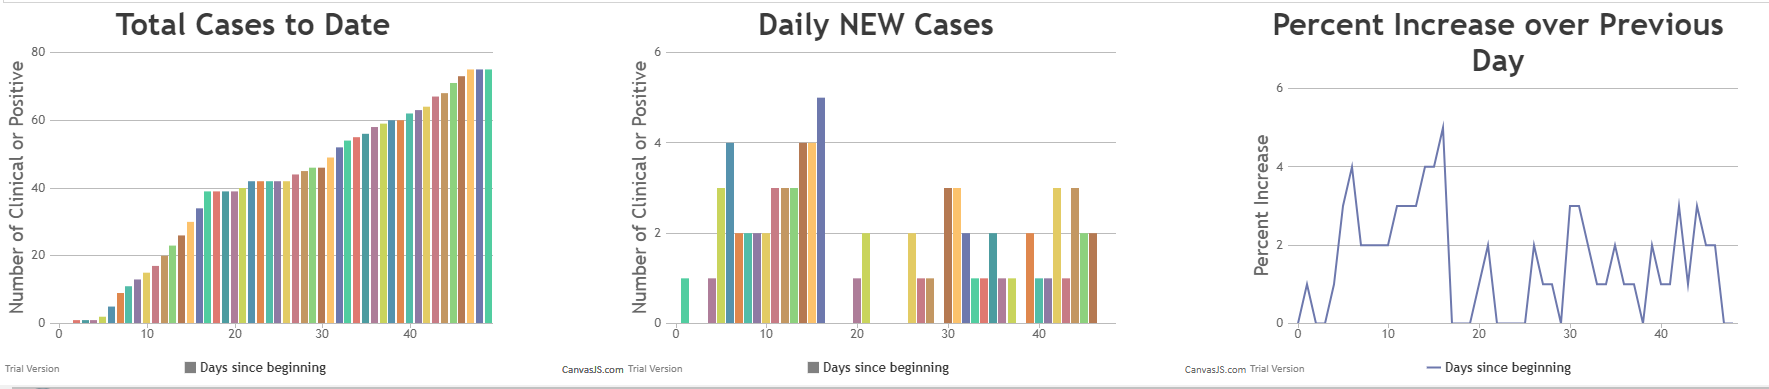 Total Cases to Date
Number of Clinical or Positive
80
60
40
20
0
0 10 20 30 40
Trial Version
Days since beginning
CanvasJS.com
Daily NEW Cases
Number of Clinical or Positive
6
4
2
0
0 10 20 30 40
Trial Version
Days since beginning
CanvasJS.com
Percent Increase over Previous
Day
Percent Increase
6
4
2
0
0 10 20 30 40
Trial Version
Days since beginning